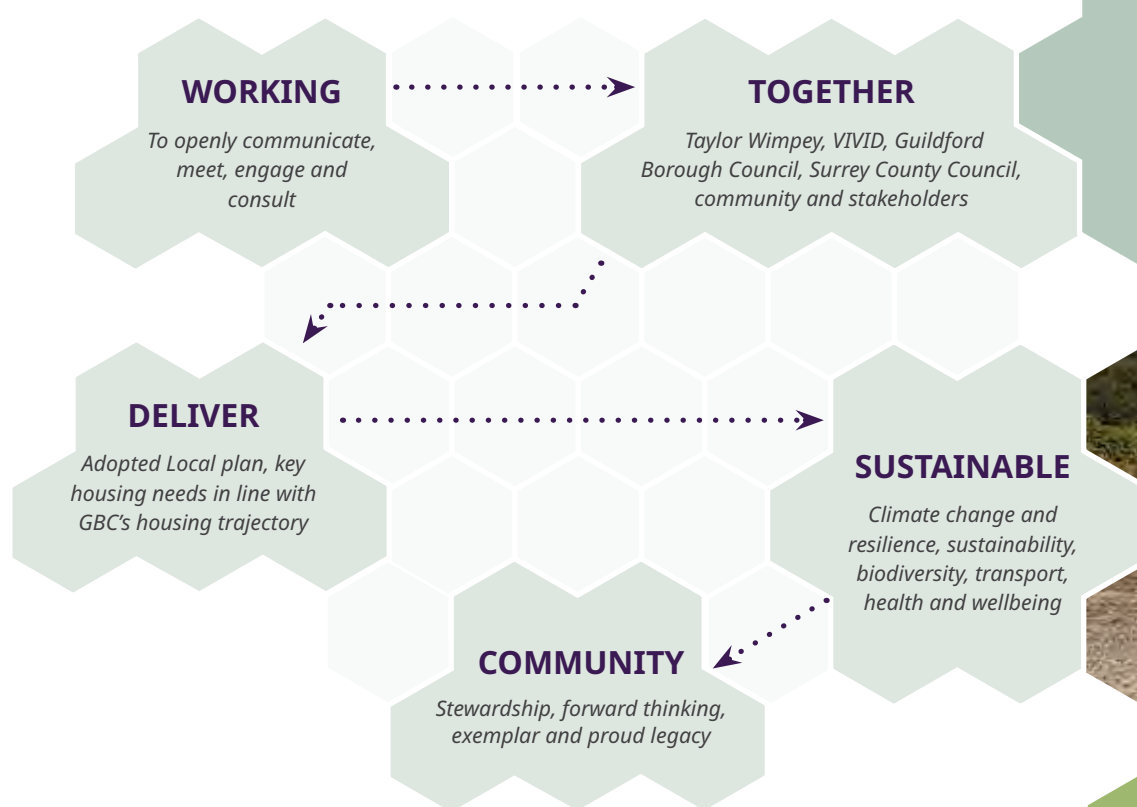 WORKING
To openly communicate,
meet, engage and
consult
TOGETHER
Taylor Wimpey, VIVID, Guildford
Borough Council, Surrey County Council,
community and stakeholders
DELIVER
Adopted Local plan, key
housing needs in line with
GBC’s housing trajectory
SUSTAINABLE
Climate change and
resilience, sustainability,
biodiversity, transport,
health and wellbeing
COMMUNITY
Stewardship, forward thinking,
exemplar and proud legacy